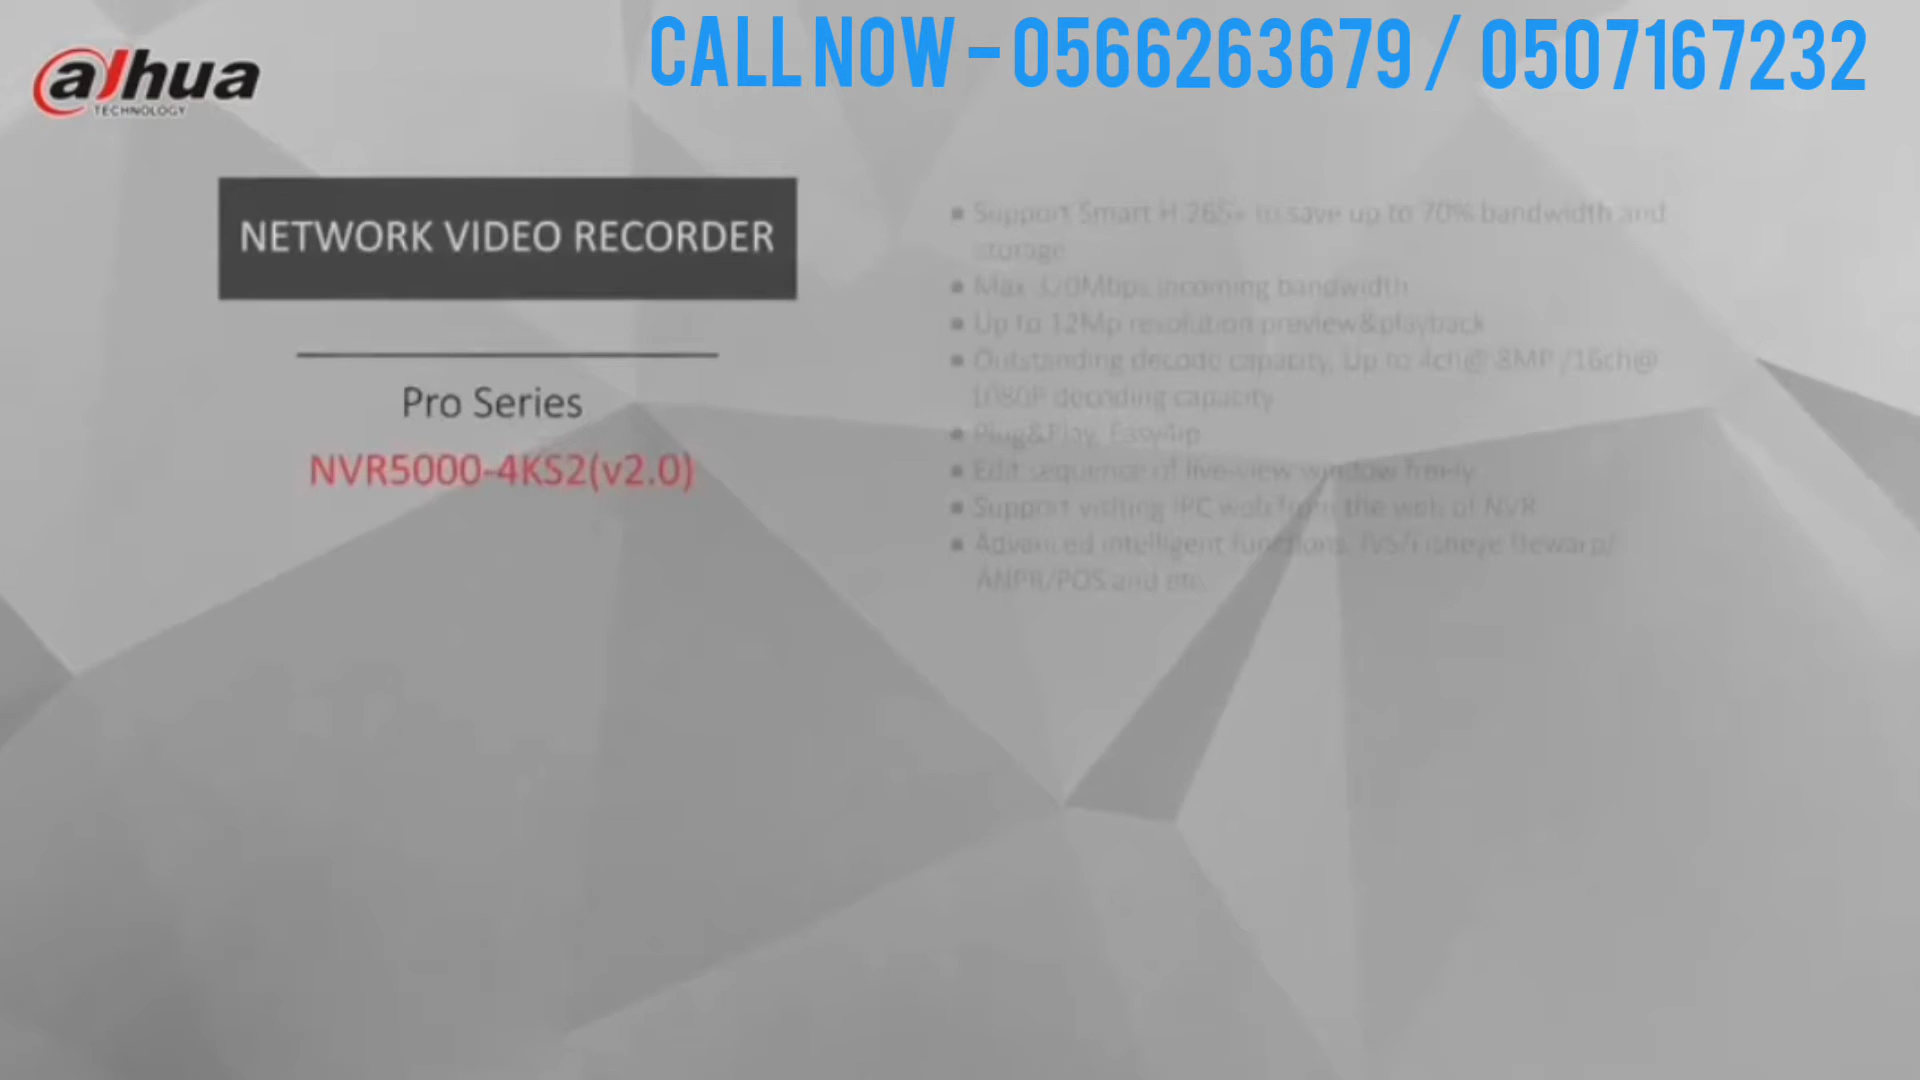 CALL NOW - 0566263679 / 0507167232
alhua
TECHNOLOGY
NETWORK VIDEO RECORDER
Pro Series
NVR5000-4KS2(v2.0)
Support Smart H.265+ to save up to 70% bandwidth and
storage
Max 320Mbps incoming bandwidth
Up to 12Mp resolution preview&playback
Outstanding decode capacity, Up to 4ch@ 8MP /16ch@
1080P decoding capacity
Plug&Play, Easy4ip
Edit sequence of live-view window freely
Support visiting IPC web from the web of NVR
Advanced intelligent functions, IVS/Fisheye Dewarp/
ANPR/POS and etc.